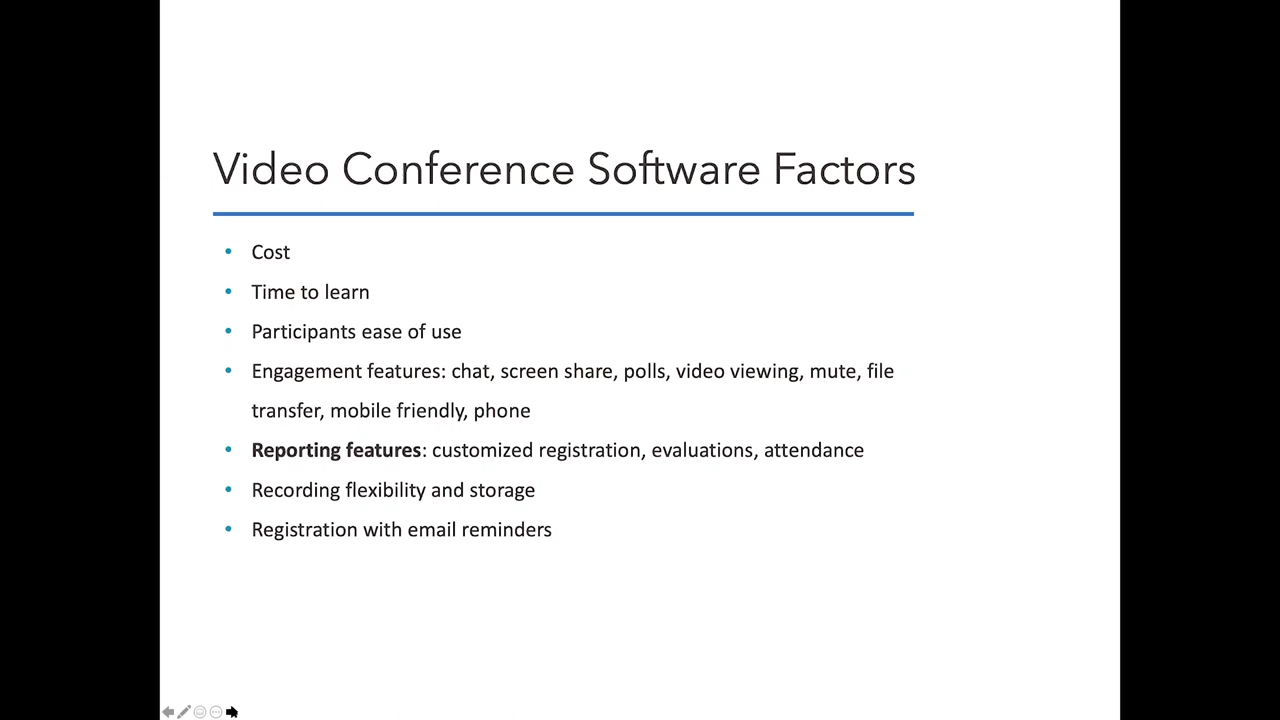 Video Conference Software Factors
• Cost
• Time to learn
• Participants ease of use
• Engagement features: chat, screen share, polls, video viewing, mute, file
transfer, mobile friendly, phone
• Reporting features: customized registration, evaluations, attendance
• Recording flexibility and storage
• Registration with email reminders